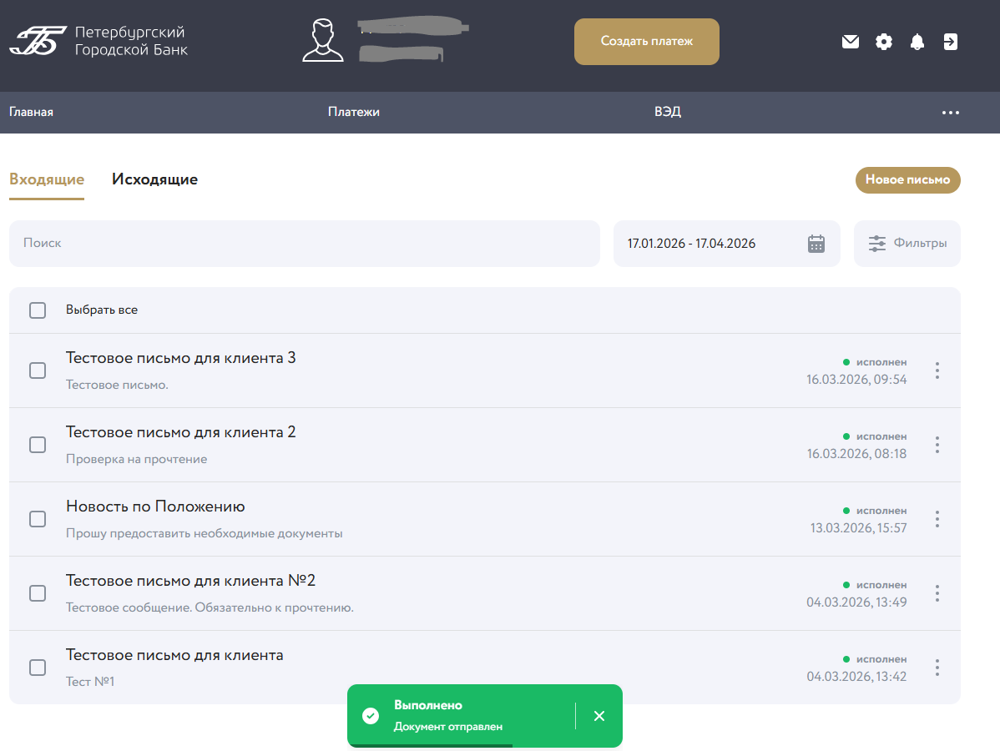 Петербургский
Городской Банк
Создать платеж
Главная
Платежи
ВЭД
Входящие
Исходящие
Новое письмо
Поиск
17.01.2026 - 17.04.2026
Фильтры
Выбрать все
Тестовое письмо для клиента 3
Тестовое письмо.
исполнен
16.03.2026, 09:54
Тестовое письмо для клиента 2
Проверка на прочтение
исполнен
16.03.2026, 08:18
Новость по Положению
Прошу предоставить необходимые документы
исполнен
13.03.2026, 15:57
Тестовое письмо для клиента №2
Тестовое сообщение. Обязательно к прочтению.
исполнен
04.03.2026, 13:49
Тестовое письмо для клиента
Тест №1
исполнен
04.03.2026, 13:42
Выполнено
Документ отправлен